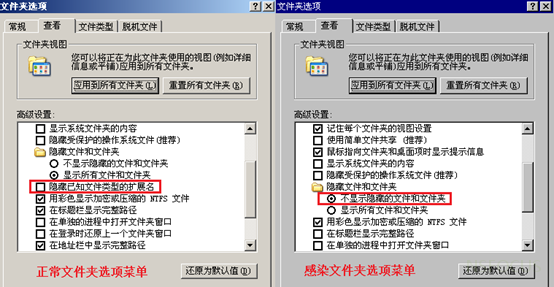 文件夹选项
常规
查看
文件类型
脱机文件
文件夹视图
您可以将正在为此文件夹使用的视图(例如详细
信息或平铺)应用到所有文件夹。
应用到所有文件夹(L)
重置所有文件夹(R)
高级设置:
显示系统文件夹的内容
隐藏受保护的操作系统文件(推荐)
隐藏文件和文件夹
不显示隐藏的文件和文件夹
显示所有文件和文件夹
隐藏已知文件类型的扩展名
用彩色显示加密或压缩的 NTFS 文件
在标题栏显示完整路径
在单独的进程中打开文件夹窗口
在登录时还原上一个文件夹窗口
在地址栏中显示完整路径
正常文件夹选项菜单
还原为默认值(D)
文件夹选项
常规
查看
文件类型
脱机文件
文件夹视图
您可以将正在为此文件夹使用的视图(例如详细
信息或平铺)应用到所有文件夹。
应用到所有文件夹(L)
重置所有文件夹(R)
高级设置:
记住每个文件夹的视图设置
使用简单文件共享 (推荐)
鼠标指向文件夹和桌面项时显示提示信息
显示系统文件夹的内容
隐藏受保护的操作系统文件(推荐)
隐藏文件和文件夹
不显示隐藏的文件和文件夹
显示所有文件和文件夹
用彩色显示加密或压缩的 NTFS 文件
在标题栏显示完整路径
在单独的进程中打开文件夹窗口
感染文件夹选项菜单
还原为默认值(D)